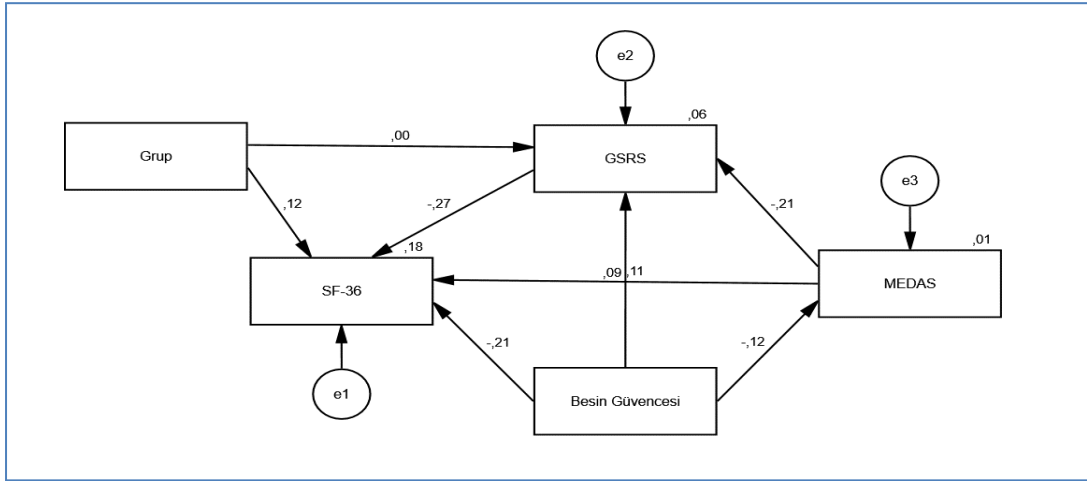 e2
,06
Grup
,00
GSRS
e3
,12
-,27
-,21
,18
,01
SF-36
,09
,11
MEDAS
-,21
-,12
e1
Besin Güvencesi